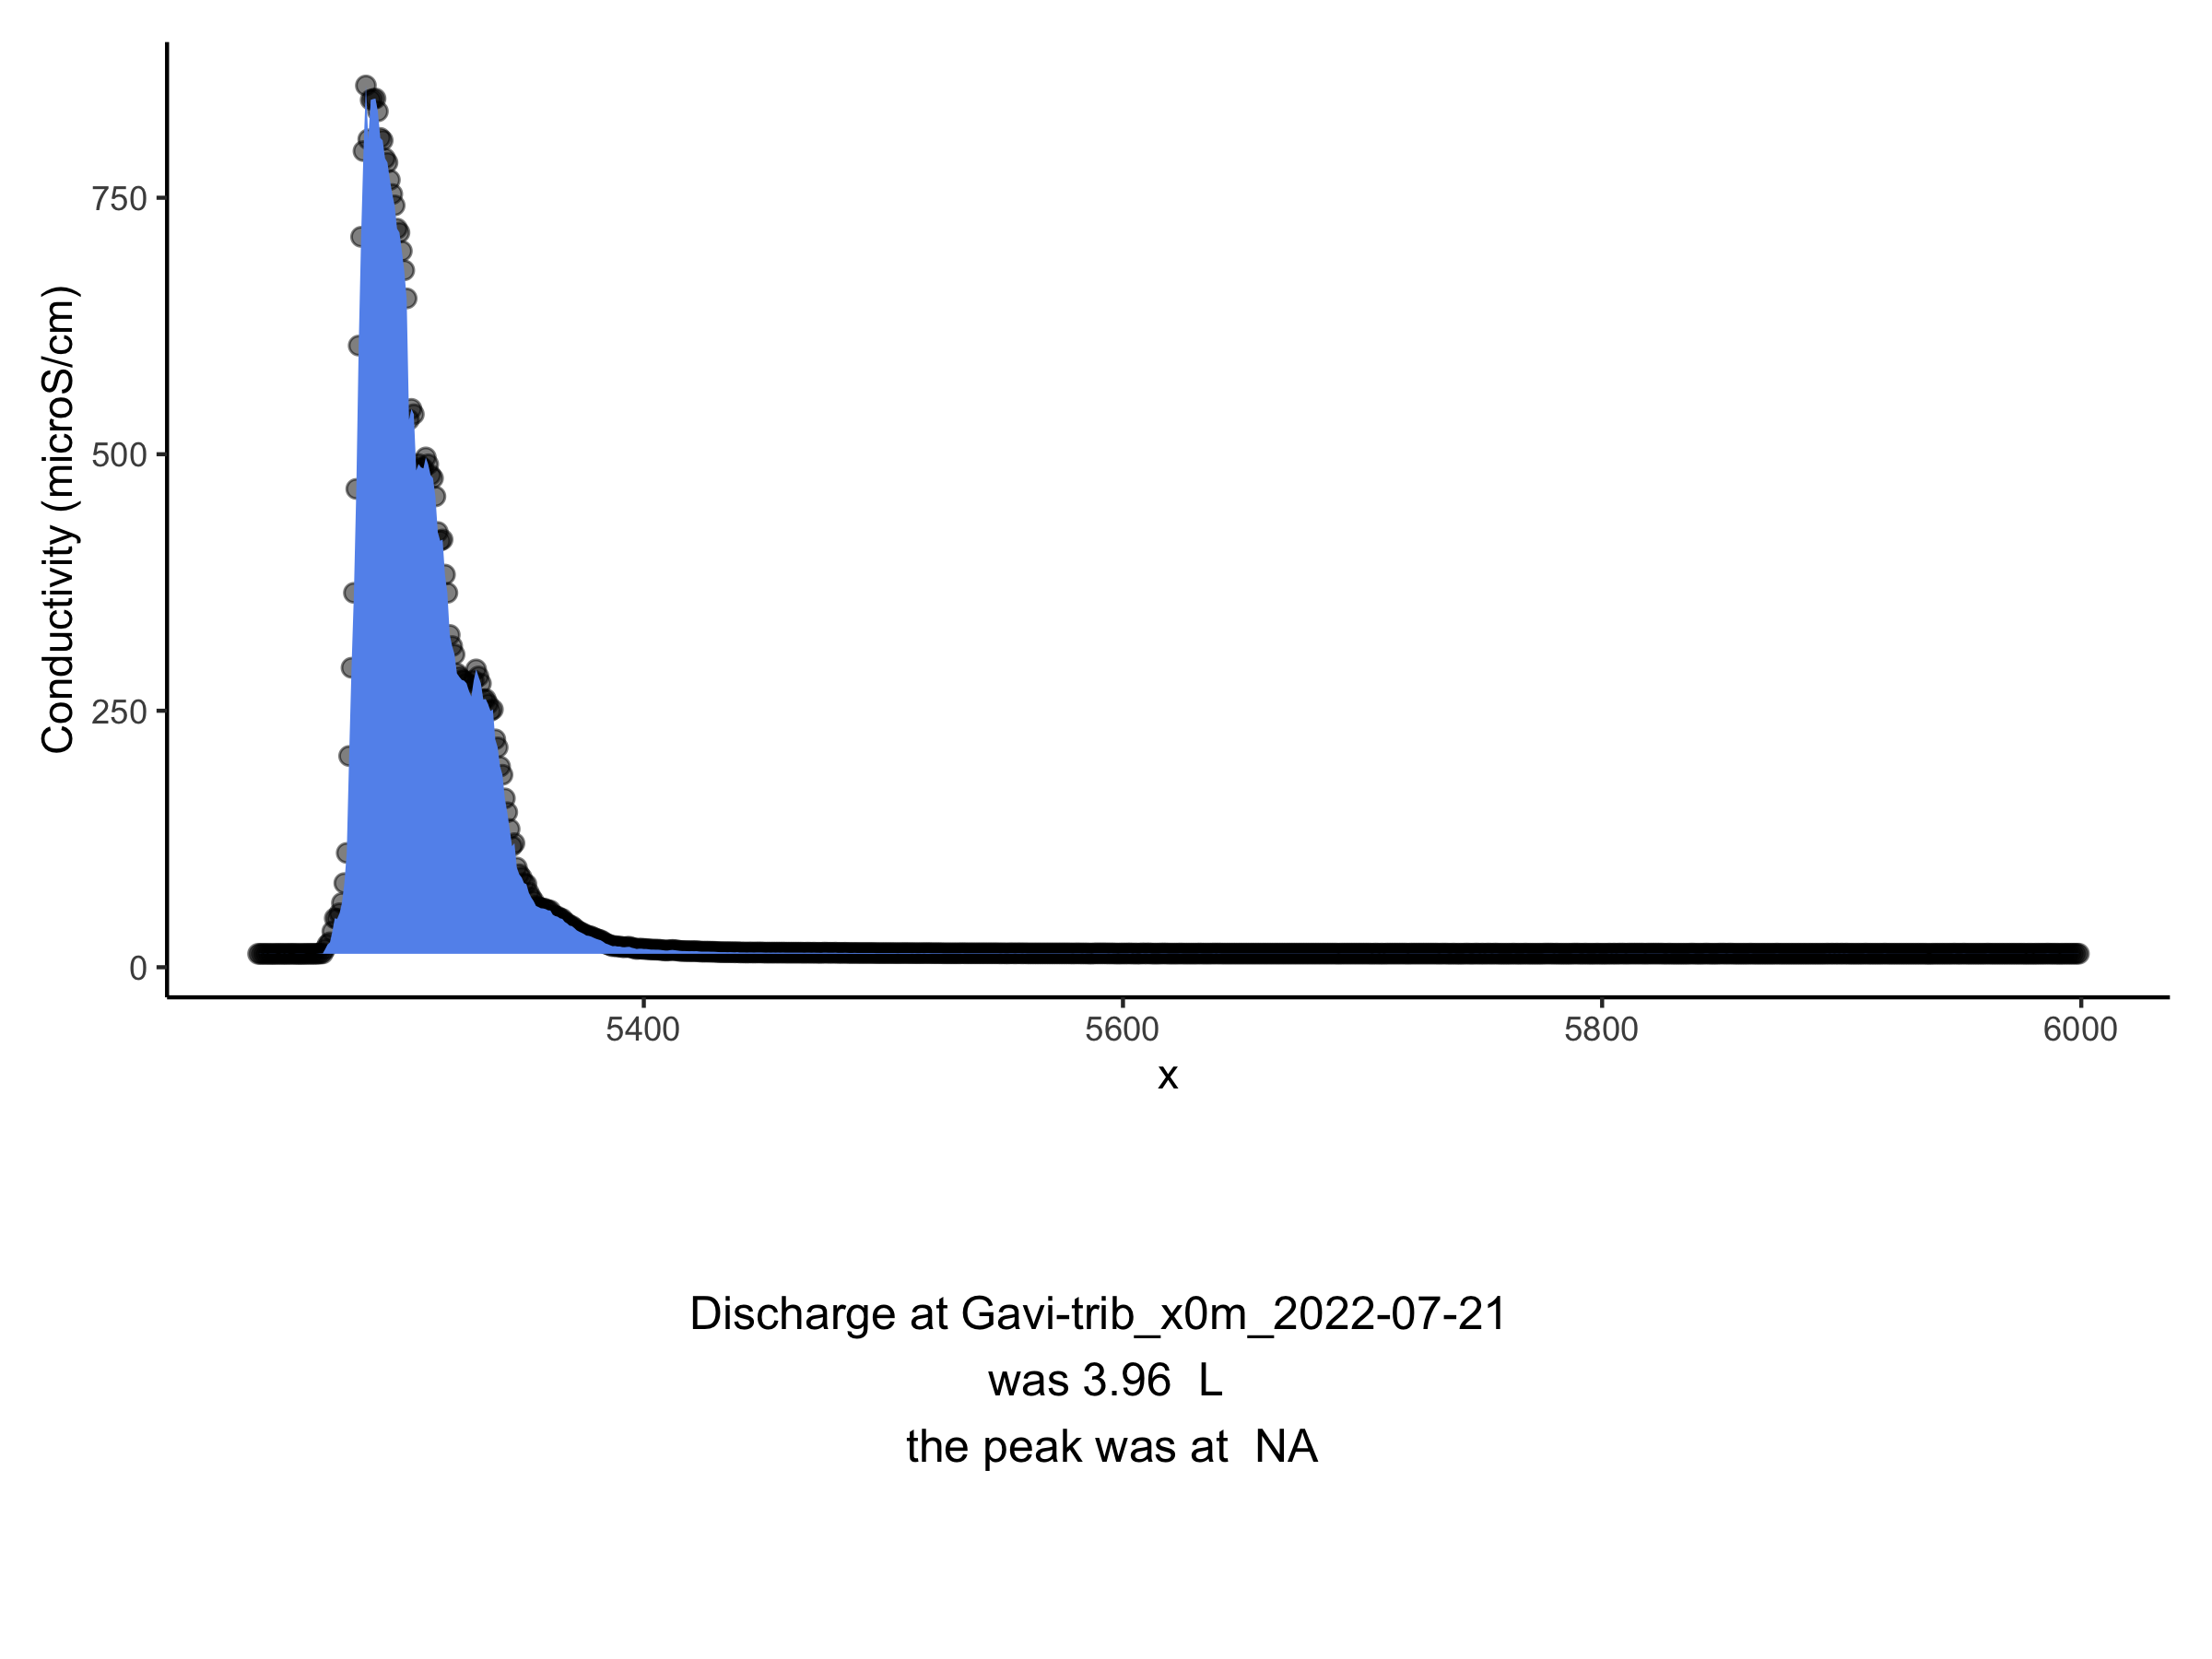 Conductivity (microS/cm)
750
500
250
0
5400 5600 5800 6000
x
Discharge at Gavi-trib_x0m_2022-07-21
was 3.96  L
the peak was at  NA